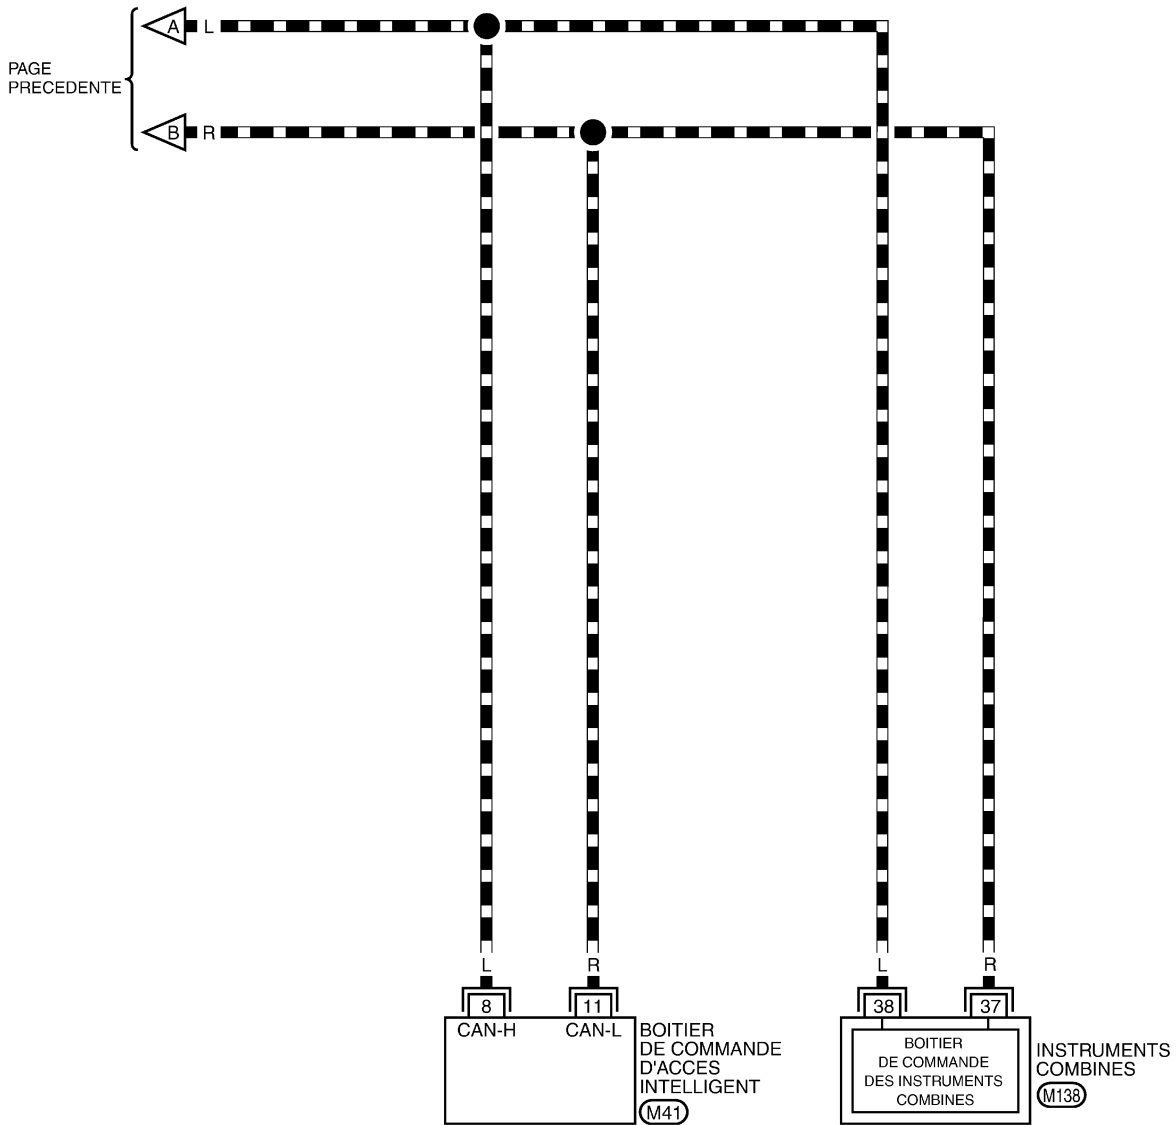 A L
PAGE
PRECEDENTE
B R
L R L R
8 11 38 37
CAN-H CAN-L
BOITIER
DE COMMANDE
D'ACCES
INTELLIGENT
M41
BOITIER
DE COMMANDE
DES INSTRUMENTS
COMBINES
INSTRUMENTS
COMBINES
M138